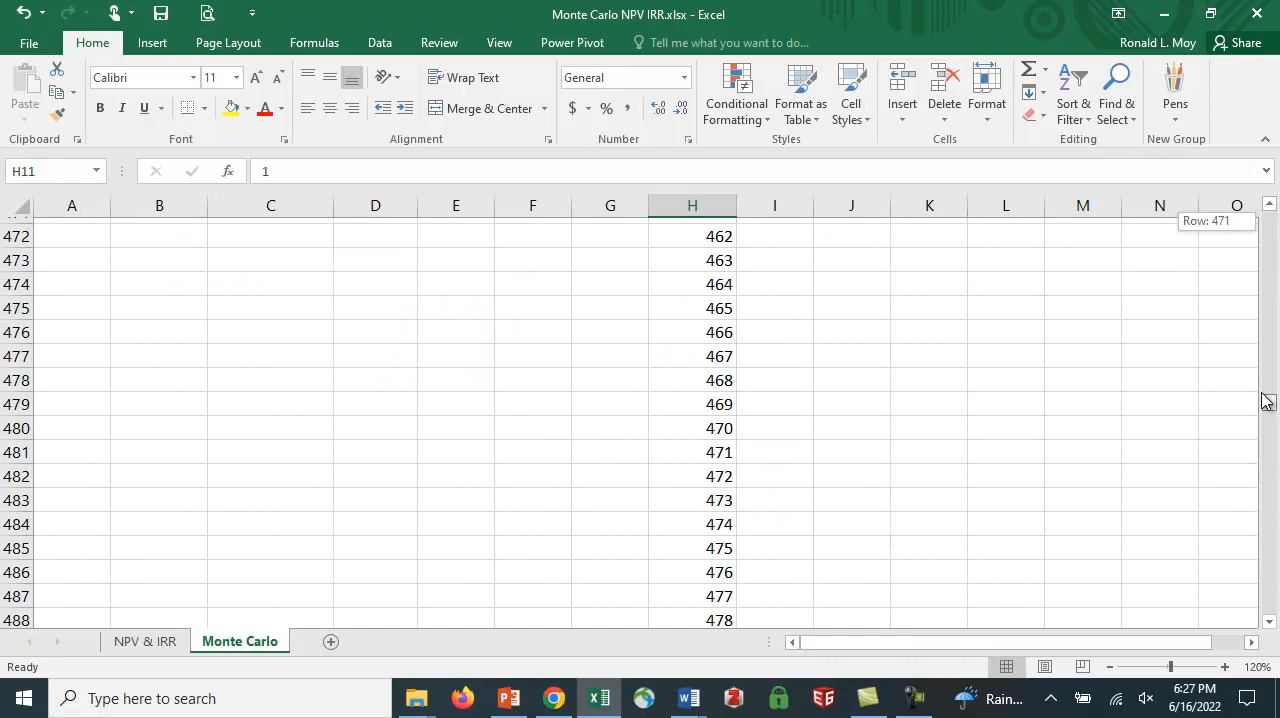 Monte Carlo NPV IRR.xlsx - Excel
File Home Insert Page Layout Formulas Data Review View Power Pivot Tell me what you want to do... Ronald L. Moy Share
Paste
Calibri 11
B I U
Wrap Text
Merge & Center
General
$ % ,
Conditional Formatting
Format as Table
Cell Styles
Insert Delete Format
Sort & Filter
Find & Select
Pens
Clipboard Font Alignment Number Styles Cells Editing New Group
H11 fx 1
A B C D E F G H I J K L M N O
Row: 471
472 462
473 463
474 464
475 465
476 466
477 467
478 468
479 469
480 470
481 471
482 472
483 473
484 474
485 475
486 476
487 477
488 478
NPV & IRR Monte Carlo
Ready 120%
Type here to search
Rain...
6:27 PM
6/16/2022